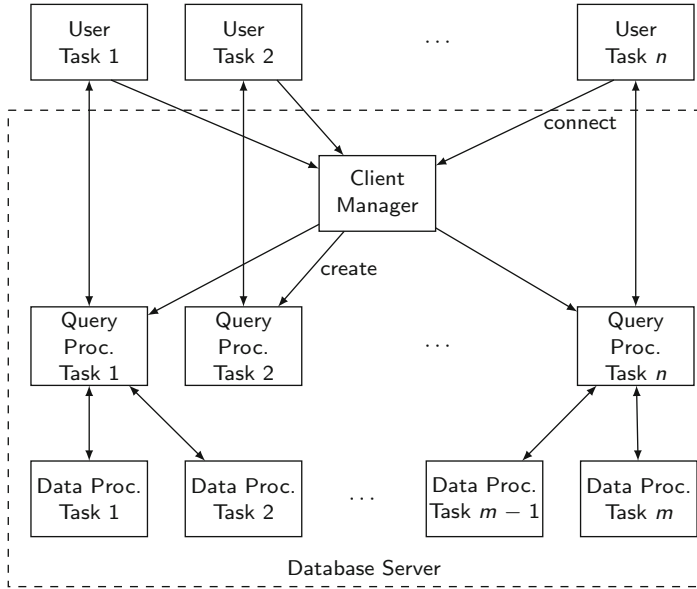 User
Task 1
User
Task 2
...
User
Task n
connect
Client
Manager
create
Query
Proc.
Task 1
Query
Proc.
Task 2
...
Query
Proc.
Task n
Data Proc.
Task 1
Data Proc.
Task 2
...
Data Proc.
Task m − 1
Data Proc.
Task m
Database Server